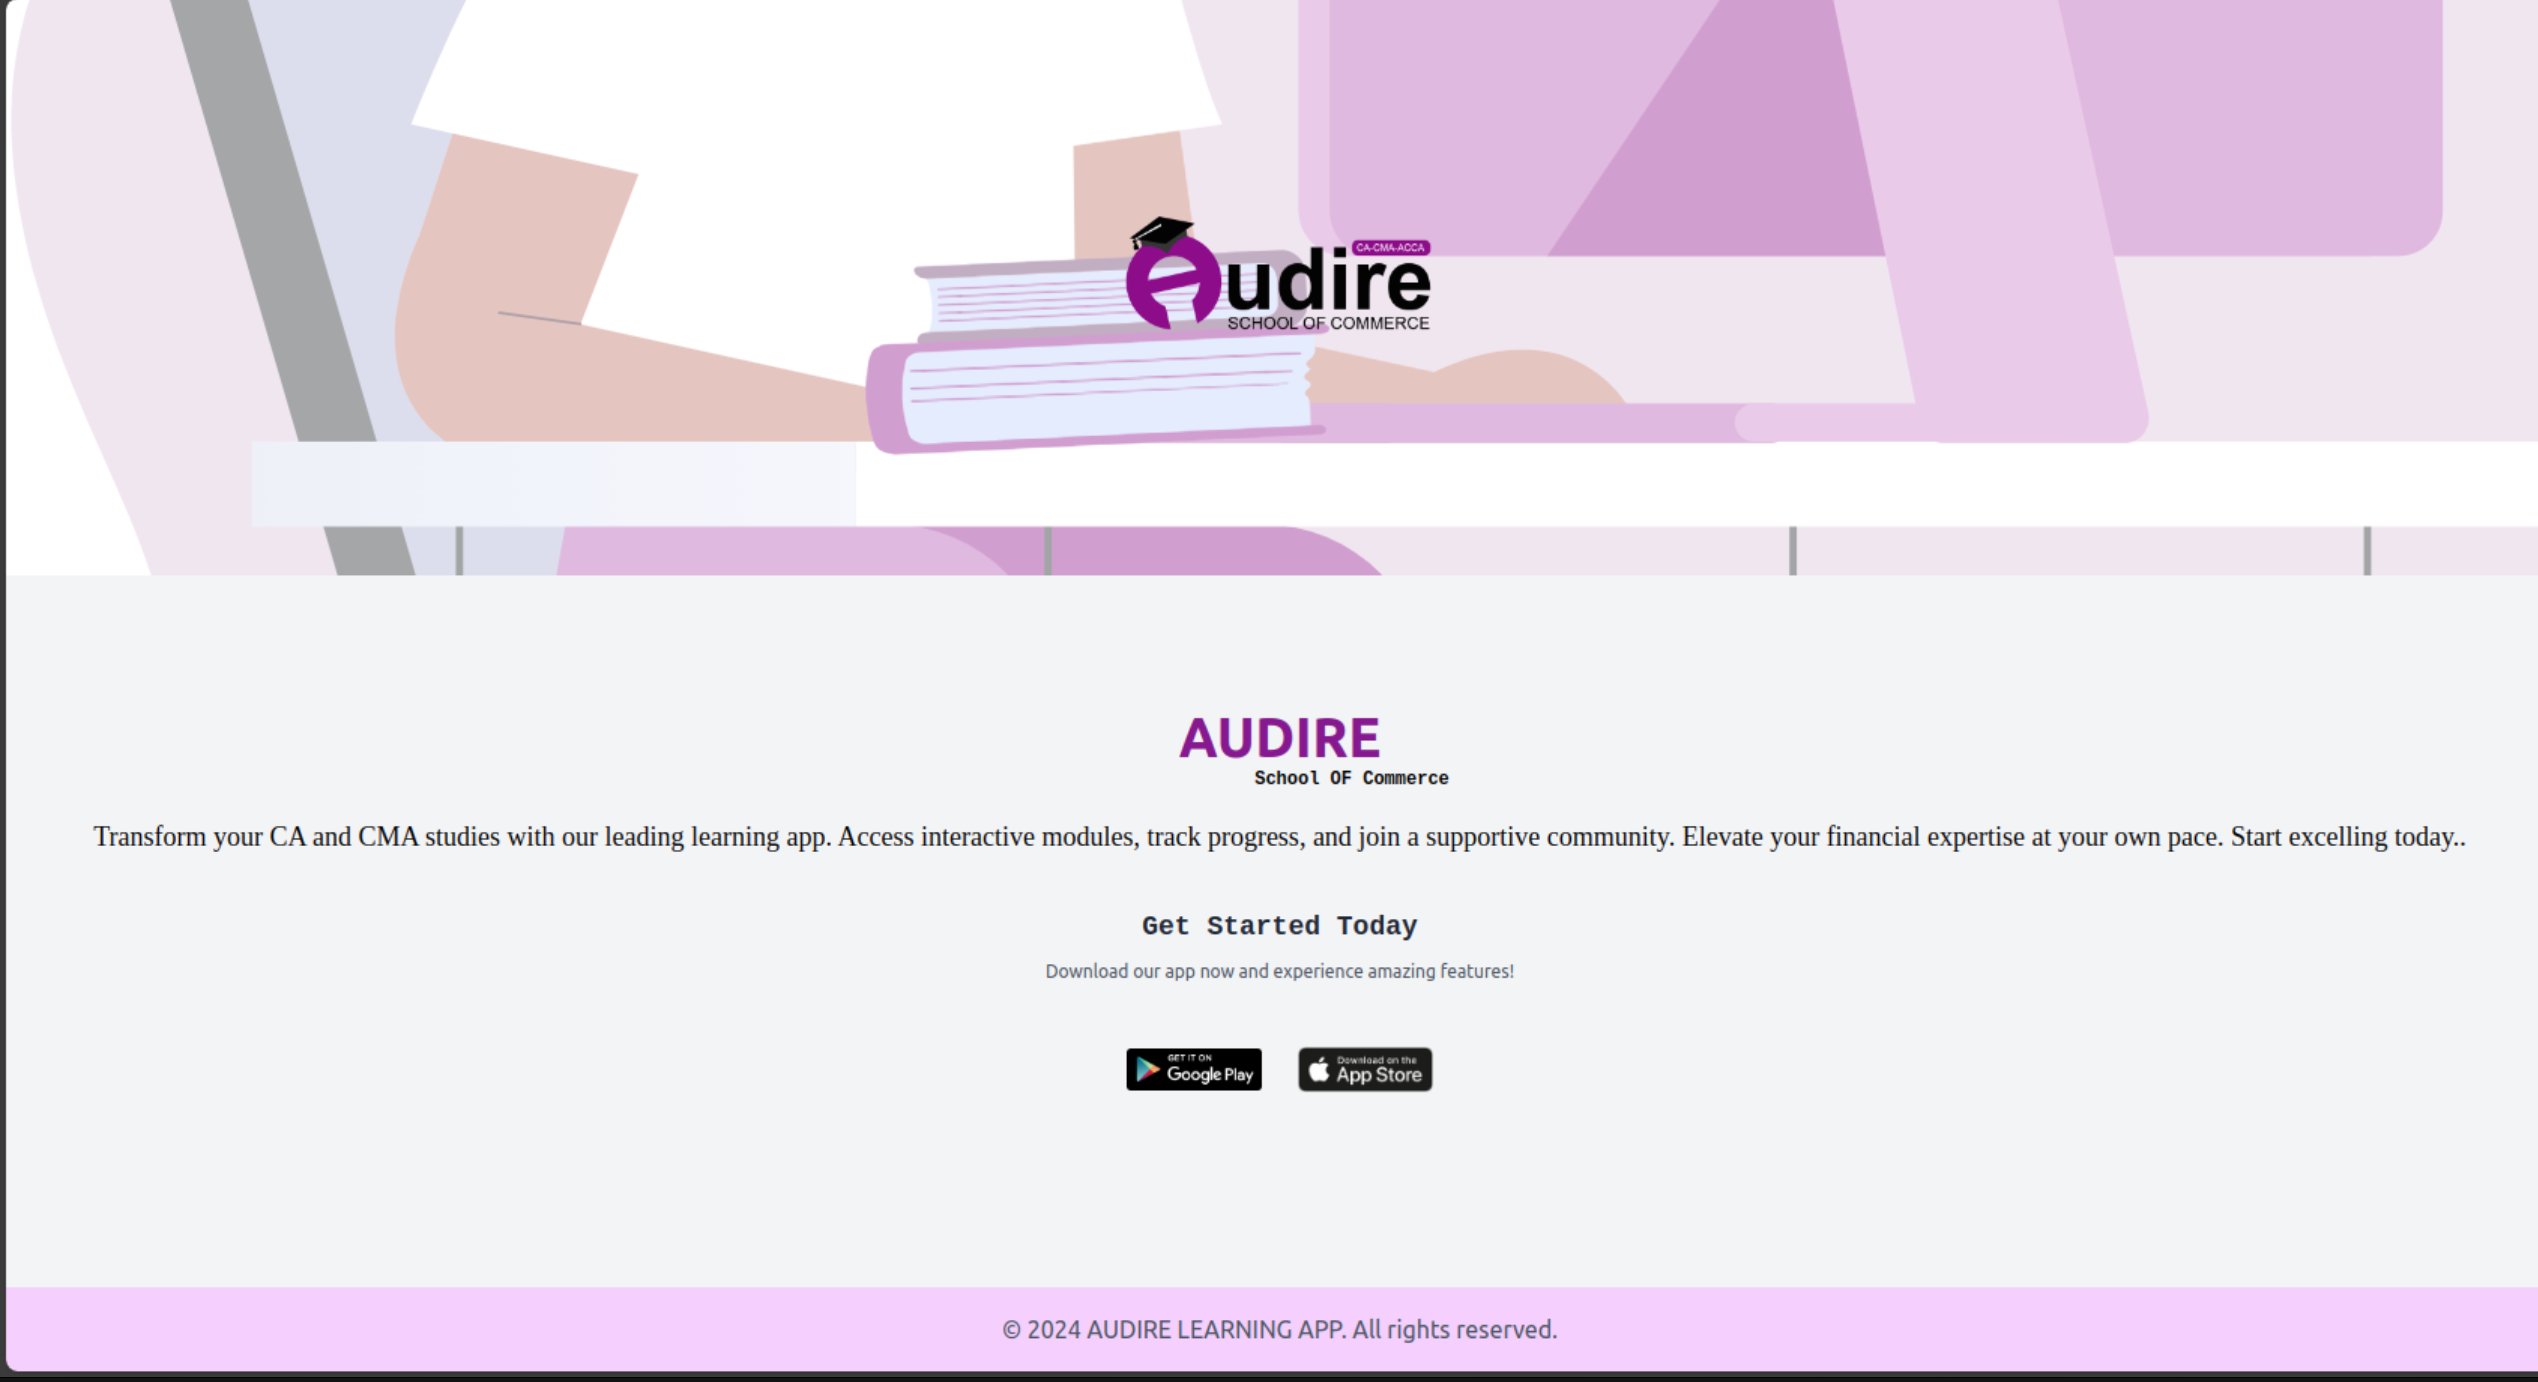 CA-CMA-ACCA
Audire
SCHOOL OF COMMERCE
AUDIRE
School OF Commerce
Transform your CA and CMA studies with our leading learning app. Access interactive modules, track progress, and join a supportive community. Elevate your financial expertise at your own pace. Start excelling today..
Get Started Today
Download our app now and experience amazing features!
GET IT ON
Google Play
Download on the
App Store
© 2024 AUDIRE LEARNING APP. All rights reserved.